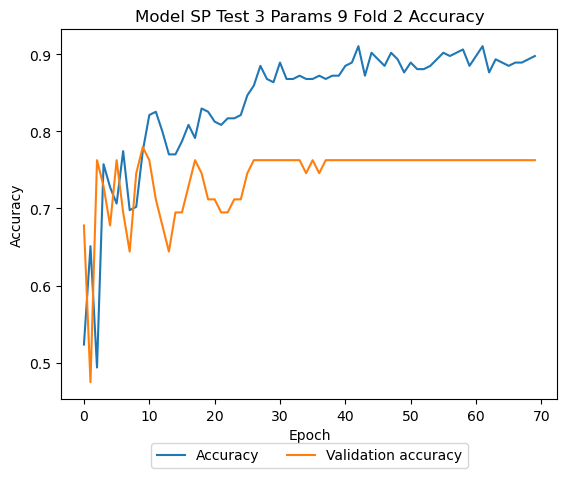 Model SP Test 3 Params 9 Fold 2 Accuracy
Accuracy
0.9
0.8
0.7
0.6
0.5
0 10 20 30 40 50 60 70
Epoch
Accuracy Validation accuracy